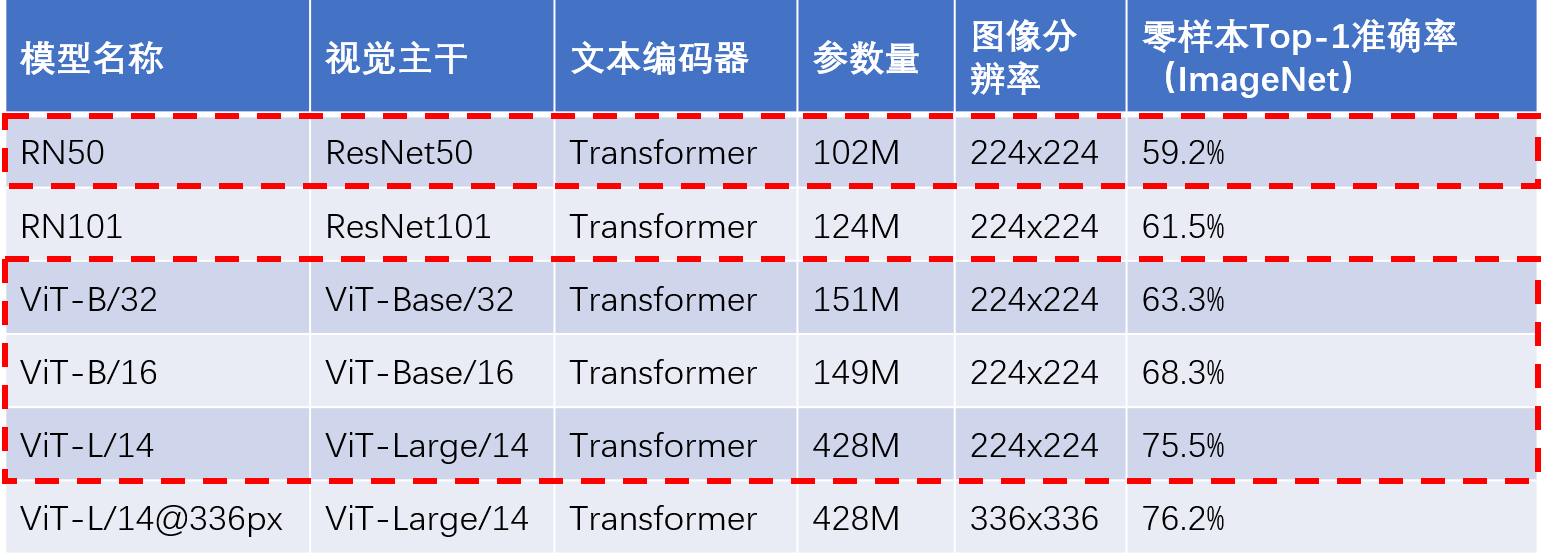 模型名称 视觉主干 文本编码器 参数量 图像分辨率 零样本Top-1准确率（ImageNet）
RN50 ResNet50 Transformer 102M 224x224 59.2%
RN101 ResNet101 Transformer 124M 224x224 61.5%
ViT-B/32 ViT-Base/32 Transformer 151M 224x224 63.3%
ViT-B/16 ViT-Base/16 Transformer 149M 224x224 68.3%
ViT-L/14 ViT-Large/14 Transformer 428M 224x224 75.5%
ViT-L/14@336px ViT-Large/14 Transformer 428M 336x336 76.2%